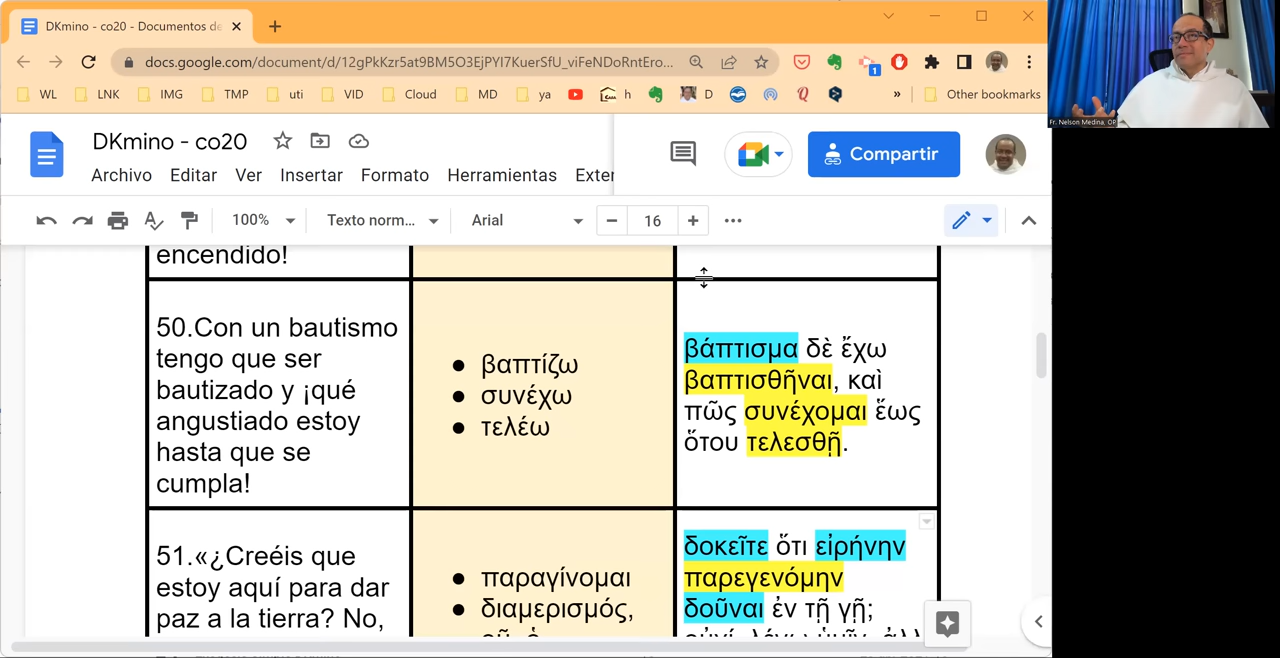 DKmino - co20 - Documentos de
docs.google.com/document/d/12gPkKzr5at9BM5O3EjPYI7KuerSfU_viFeNDoRntEro...
WL LNK IMG TMP uti VID Cloud MD ya h D » Other bookmarks
Fr. Nelson Medina, OP
DKmino - co20
Compartir
Archivo Editar Ver Insertar Formato Herramientas Exter
100% Texto norm... Arial 16
encendido!
50.Con un bautismo
tengo que ser
bautizado y ¡qué
angustiado estoy
hasta que se
cumpla!
βαπτίζω
συνέχω
τελέω
βάπτισμα δὲ ἔχω
βαπτισθῆναι, καὶ
πῶς συνέχομαι ἕως
ὅτου τελεσθῇ.
51.«¿Creéis que
estoy aquí para dar
paz a la tierra? No,
παραγίνομαι
διαμερισμός,
δοκεῖτε ὅτι εἰρήνην
παρεγενόμην
δοῦναι ἐν τῇ γῇ;